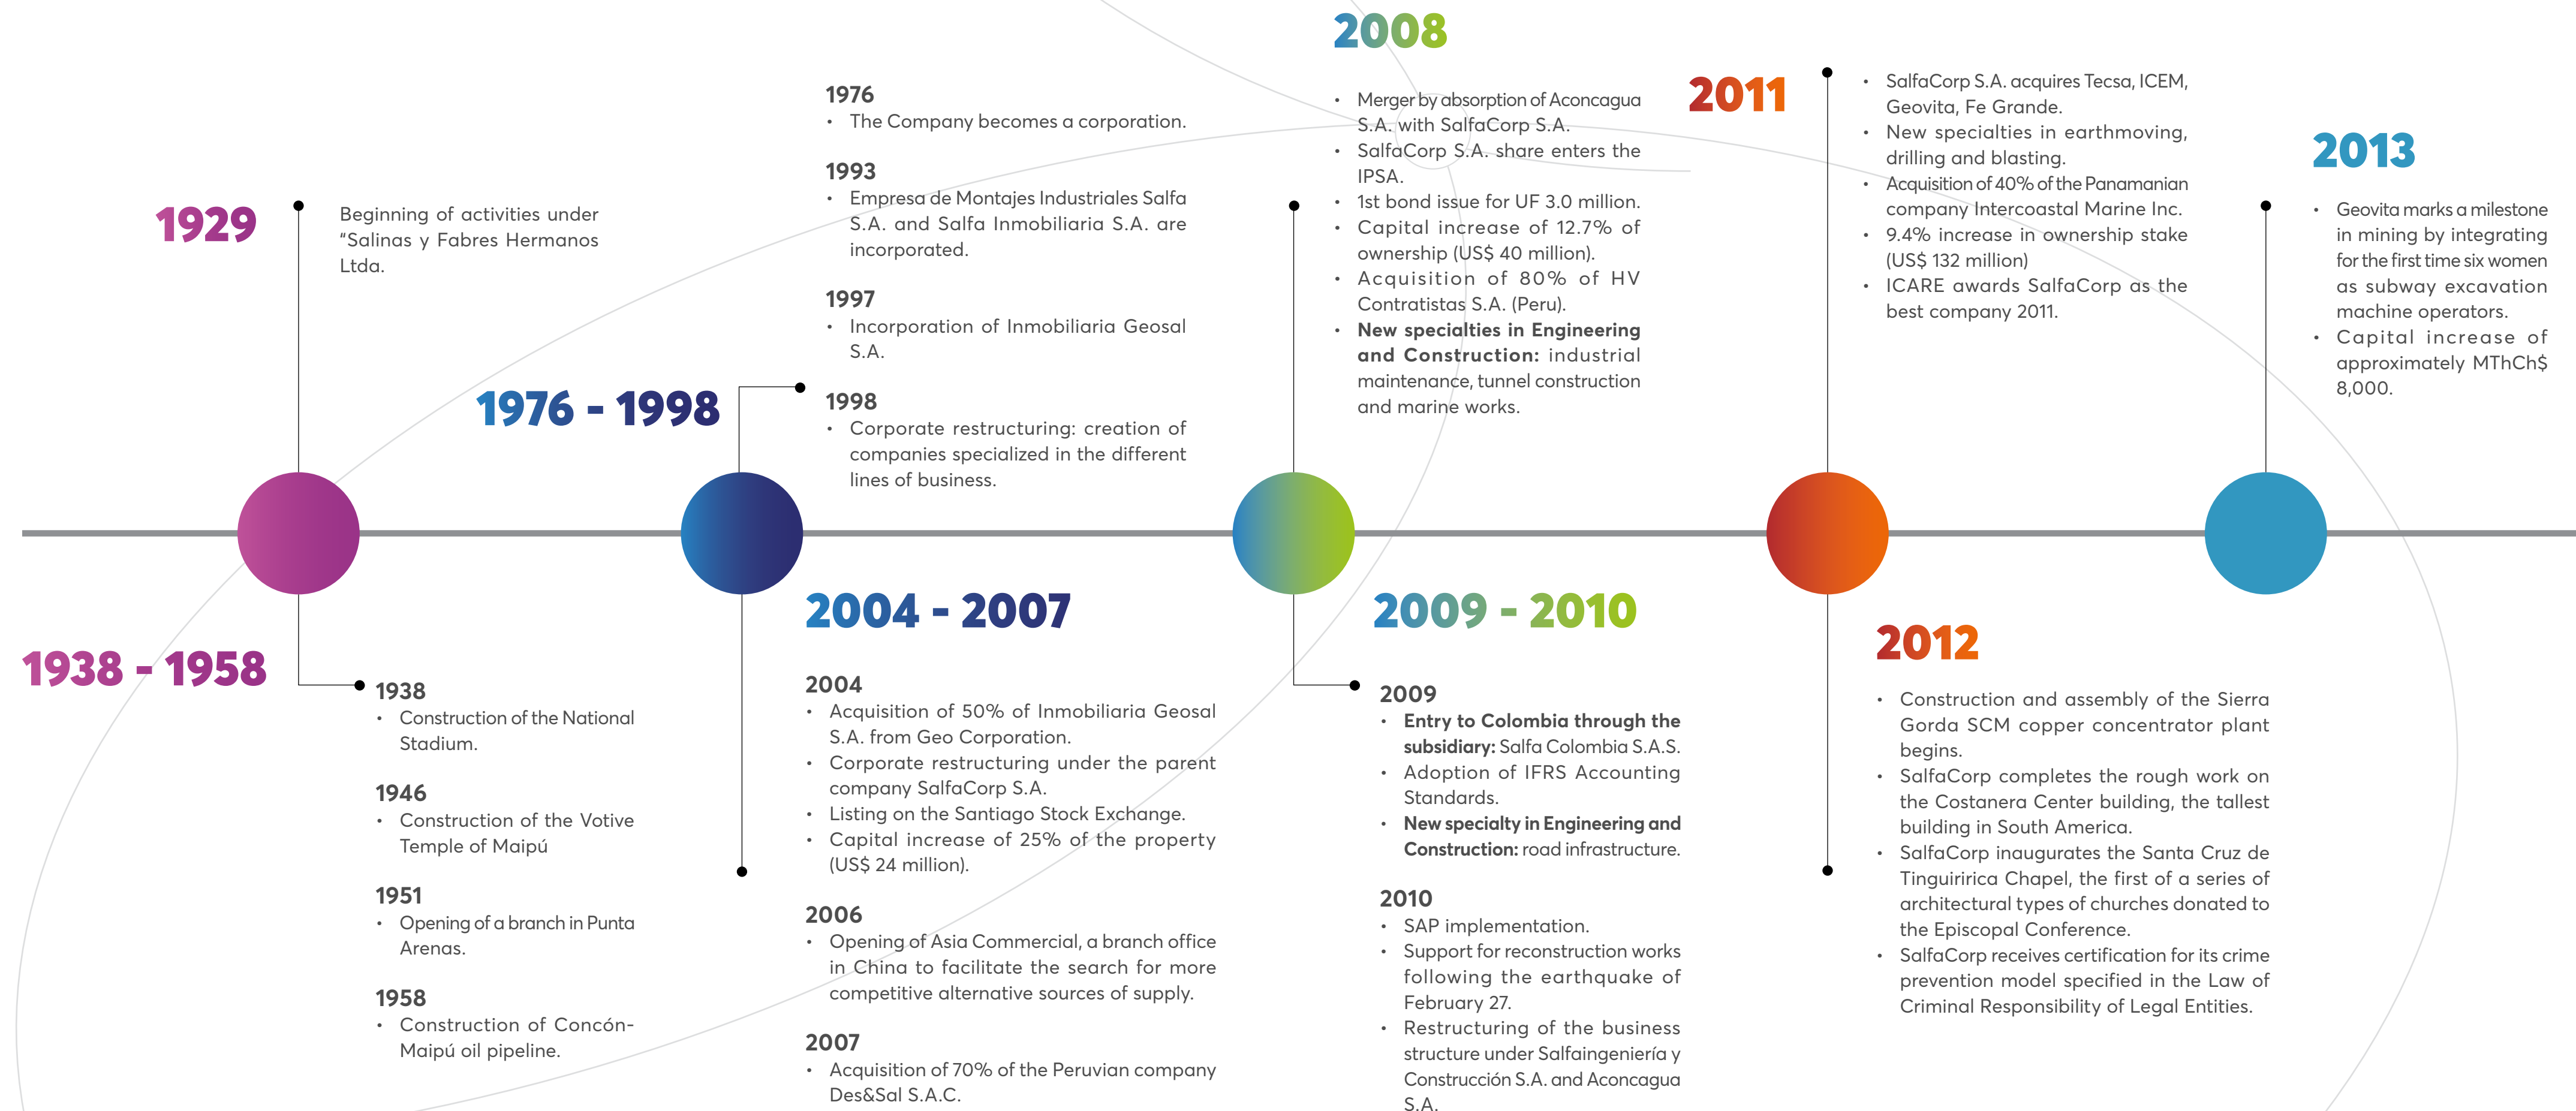 1929
Beginning of activities under
“Salinas y Fabres Hermanos
Ltda.
1938 - 1958
1938
• Construction of the National
Stadium.
1946
• Construction of the Votive
Temple of Maipú
1951
• Opening of a branch in Punta
Arenas.
1958
• Construction of Concón-
Maipú oil pipeline.
1976 - 1998
1976
• The Company becomes a corporation.
1993
• Empresa de Montajes Industriales Salfa
S.A. and Salfa Inmobiliaria S.A. are
incorporated.
1997
• Incorporation of Inmobiliaria Geosal
S.A.
1998
• Corporate restructuring: creation of
companies specialized in the different
lines of business.
2004 - 2007
2004
• Acquisition of 50% of Inmobiliaria Geosal
S.A. from Geo Corporation.
• Corporate restructuring under the parent
company SalfaCorp S.A.
• Listing on the Santiago Stock Exchange.
• Capital increase of 25% of the property
(US$ 24 million).
2006
• Opening of Asia Commercial, a branch office
in China to facilitate the search for more
competitive alternative sources of supply.
2007
• Acquisition of 70% of the Peruvian company
Des&Sal S.A.C.
2008
• Merger by absorption of Aconcagua
S.A. with SalfaCorp S.A.
• SalfaCorp S.A. share enters the
IPSA.
• 1st bond issue for UF 3.0 million.
• Capital increase of 12.7% of
ownership (US$ 40 million).
• Acquisition of 80% of HV
Contratistas S.A. (Peru).
• New specialties in Engineering
and Construction: industrial
maintenance, tunnel construction
and marine works.
2009 - 2010
2009
• Entry to Colombia through the
subsidiary: Salfa Colombia S.A.S.
• Adoption of IFRS Accounting
Standards.
• New specialty in Engineering and
Construction: road infrastructure.
2010
• SAP implementation.
• Support for reconstruction works
following the earthquake of
February 27.
• Restructuring of the business
structure under Salfaingeniería y
Construcción S.A. and Aconcagua
S.A.
2011
• SalfaCorp S.A. acquires Tecsa, ICEM,
Geovita, Fe Grande.
• New specialties in earthmoving,
drilling and blasting.
• Acquisition of 40% of the Panamanian
company Intercoastal Marine Inc.
• 9.4% increase in ownership stake
(US$ 132 million)
• ICARE awards SalfaCorp as the
best company 2011.
2012
• Construction and assembly of the Sierra
Gorda SCM copper concentrator plant
begins.
• SalfaCorp completes the rough work on
the Costanera Center building, the tallest
building in South America.
• SalfaCorp inaugurates the Santa Cruz de
Tinguiririca Chapel, the first of a series of
architectural types of churches donated to
the Episcopal Conference.
• SalfaCorp receives certification for its crime
prevention model specified in the Law of
Criminal Responsibility of Legal Entities.
2013
• Geovita marks a milestone
in mining by integrating
for the first time six women
as subway excavation
machine operators.
• Capital increase of
approximately MThCh$
8,000.